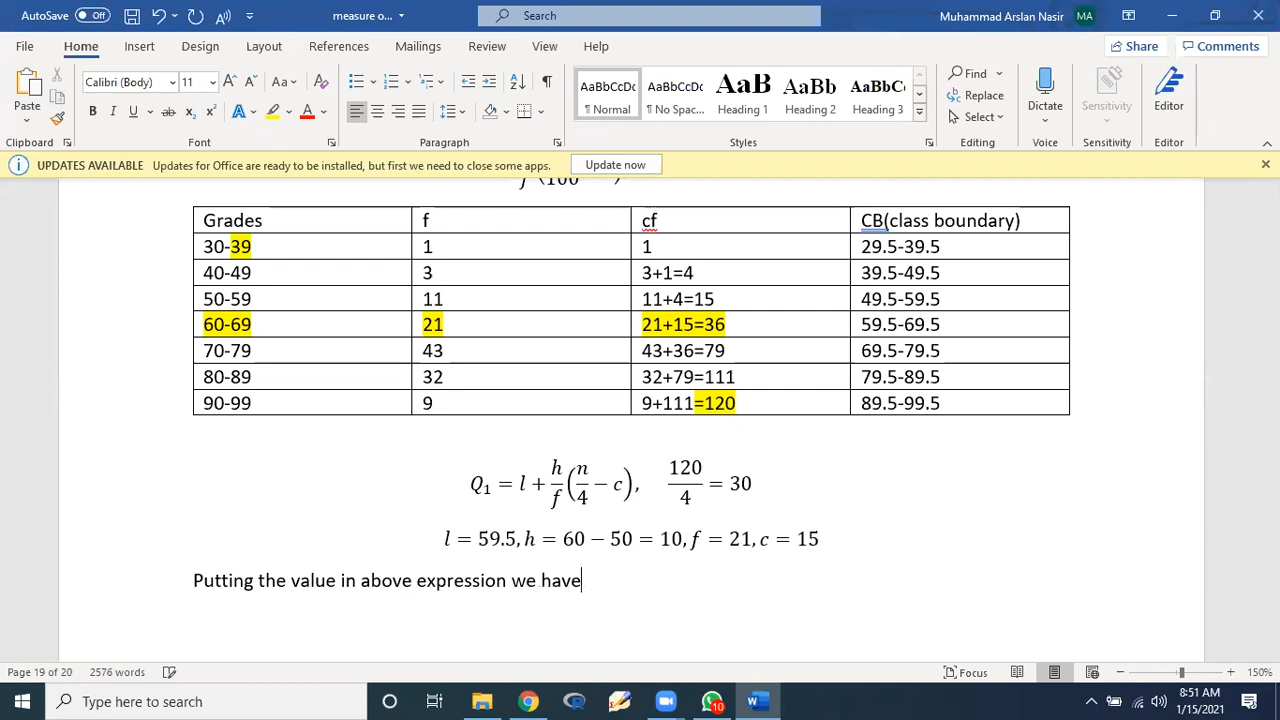 AutoSave Off measure o... Search Muhammad Arslan Nasir MA
File Home Insert Design Layout References Mailings Review View Help Share Comments
Paste Calibri (Body) 11 A A Aa A B I U ab x₂ x² A A AaBbCcDc AaBbCcDc AaB AaBb AaBbC Find Replace Select Dictate Sensitivity Editor
¶ Normal ¶ No Spac... Heading 1 Heading 2 Heading 3
Clipboard Font Paragraph Styles Editing Voice Sensitivity Editor
UPDATES AVAILABLE Updates for Office are ready to be installed, but first we need to close some apps. Update now
Grades f cf CB(class boundary)
30-39 1 1 29.5-39.5
40-49 3 3+1=4 39.5-49.5
50-59 11 11+4=15 49.5-59.5
60-69 21 21+15=36 59.5-69.5
70-79 43 43+36=79 69.5-79.5
80-89 32 32+79=111 79.5-89.5
90-99 9 9+111=120 89.5-99.5
Q₁ = l + h/f (n/4 − c), 120/4 = 30
l = 59.5, h = 60 − 50 = 10, f = 21, c = 15
Putting the value in above expression we have
Page 19 of 20 2576 words Focus 150%
Type here to search 10 8:51 AM
1/15/2021